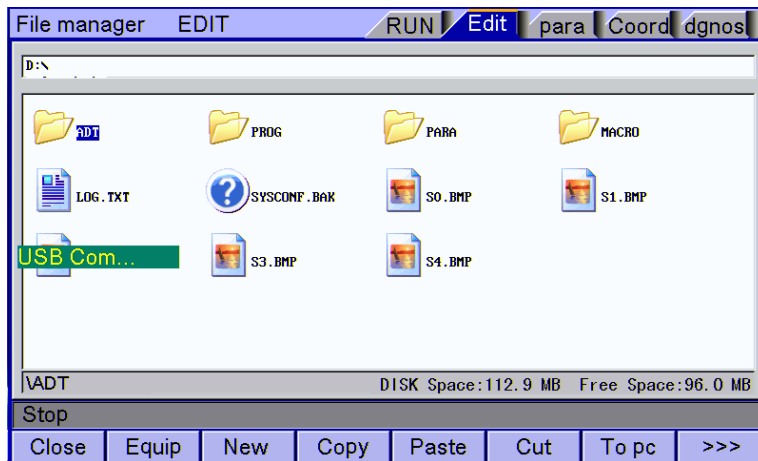 File manager EDIT RUN Edit para Coord dgnos
D:\
ADT PROG PARA MACRO
LOG.TXT SYSCONF.BAK S0.BMP S1.BMP
USB Com... S3.BMP S4.BMP
\ADT DISK Space:112.9 MB Free Space:96.0 MB
Stop
Close Equip New Copy Paste Cut To pc >>>